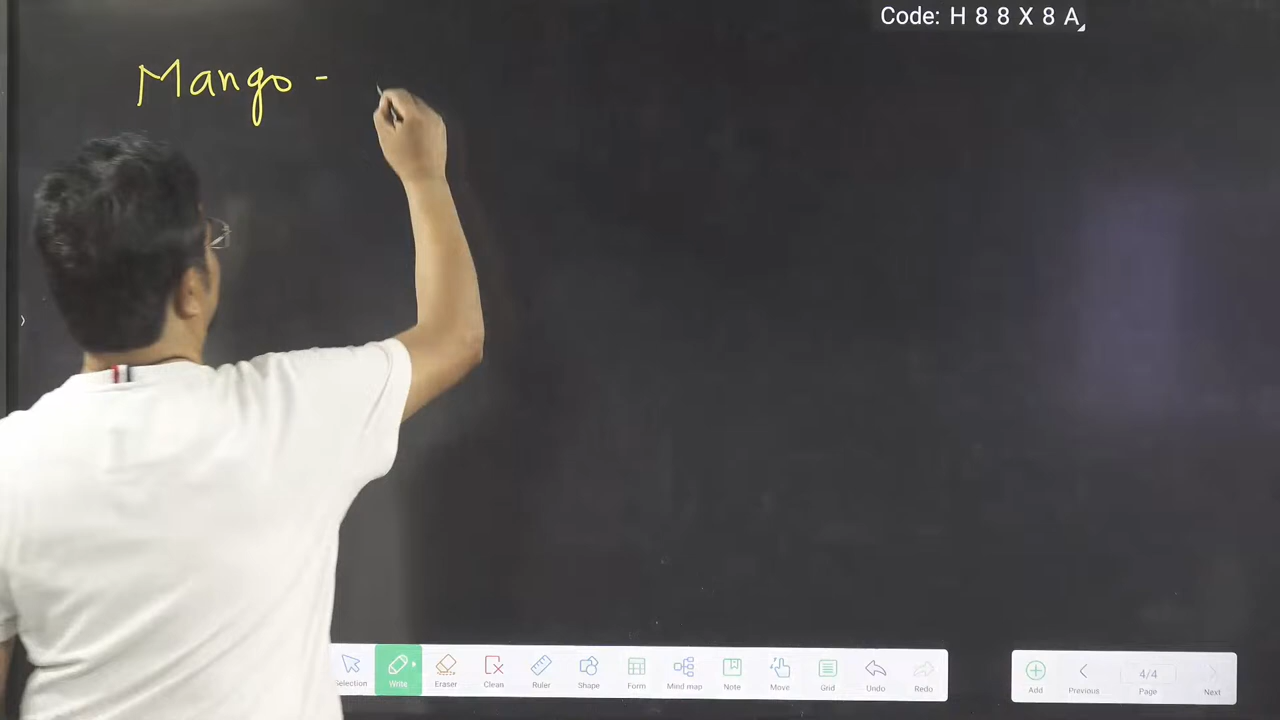 Code: H 8 8 X 8 A
Mango -
Selection
Write
Eraser
Clean
Ruler
Shape
Form
Mind map
Note
Move
Grid
Undo
Redo
Add
Previous
4/4
Page
Next